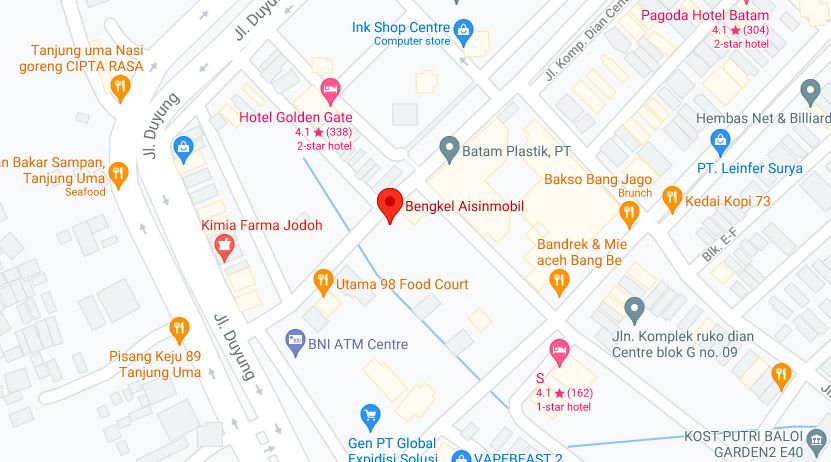 Jl. Duyung
Ink Shop Centre
Computer store
Pagoda Hotel Batam
4.1 ★ (304)
2-star hotel
Tanjung uma Nasi
goreng CIPTA RASA
Jl. Komp. Dian Cent
Hotel Golden Gate
4.1 ★ (338)
2-star hotel
Hembas Net & Billiard
Jl. Duyung
Batam Plastik, PT
PT. Leinfer Surya
an Bakar Sampan,
Tanjung Uma
Seafood
Bakso Bang Jago
Brunch
Kedai Kopi 73
Bengkel Aisinmobil
Kimia Farma Jodoh
Bandrek & Mie
aceh Bang Be
Blk. E-F
Utama 98 Food Court
Jl. Duyung
BNI ATM Centre
Jln. Komplek ruko dian
Centre blok G no. 09
Pisang Keju 89
Tanjung Uma
S
4.1 ★ (162)
1-star hotel
Gen PT Global
Expidisi Solusi
VAPEBEAST 2
KOST PUTRI BALOI
GARDEN2 E40